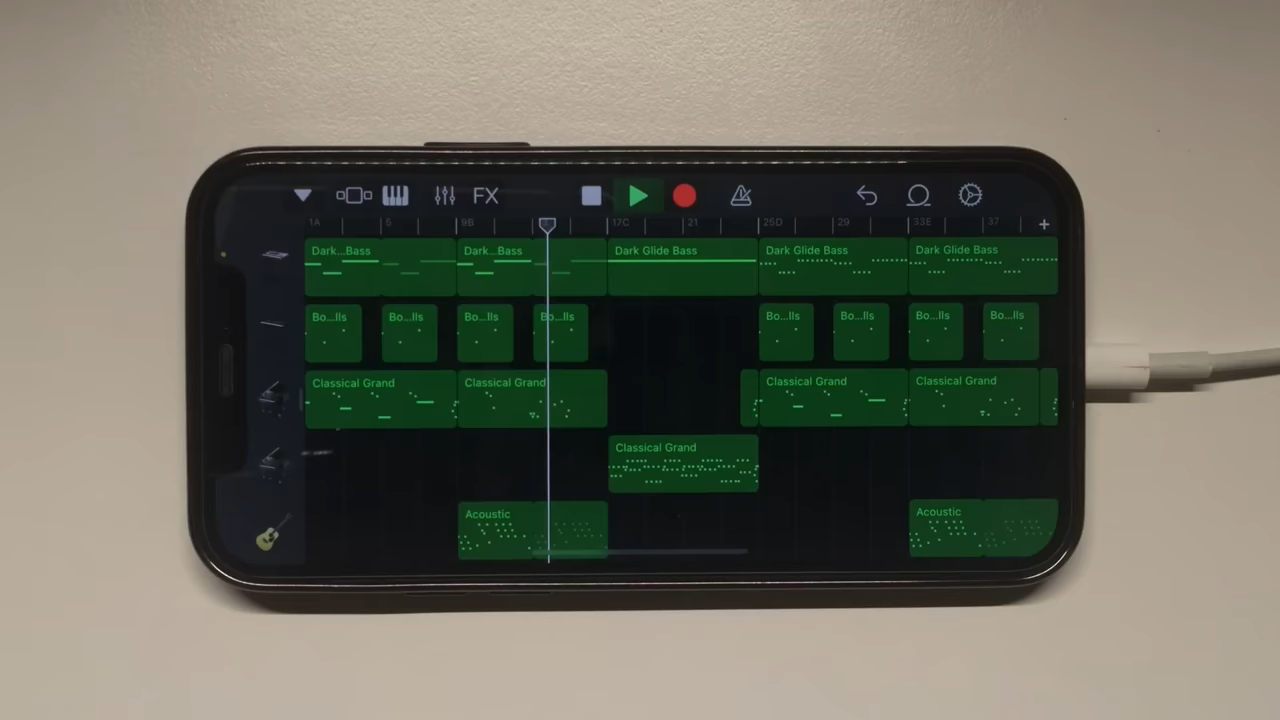 FX
1A 5 9B 17C 21 25D 29 33E 37
Dark...Bass Dark...Bass Dark Glide Bass Dark Glide Bass Dark Glide Bass
Bo...lls Bo...lls Bo...lls Bo...lls Bo...lls Bo...lls Bo...lls Bo...lls
Classical Grand Classical Grand Classical Grand Classical Grand
Classical Grand
Acoustic Acoustic